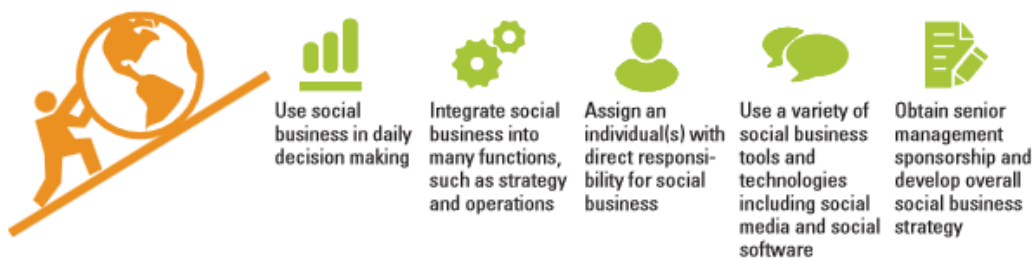 Use social
business in daily
decision making
Integrate social
business into
many functions,
such as strategy
and operations
Assign an
individual(s) with
direct responsi-
bility for social
business
Use a variety of
social business
tools and
technologies
including social
media and social
software
Obtain senior
management
sponsorship and
develop overall
social business
strategy